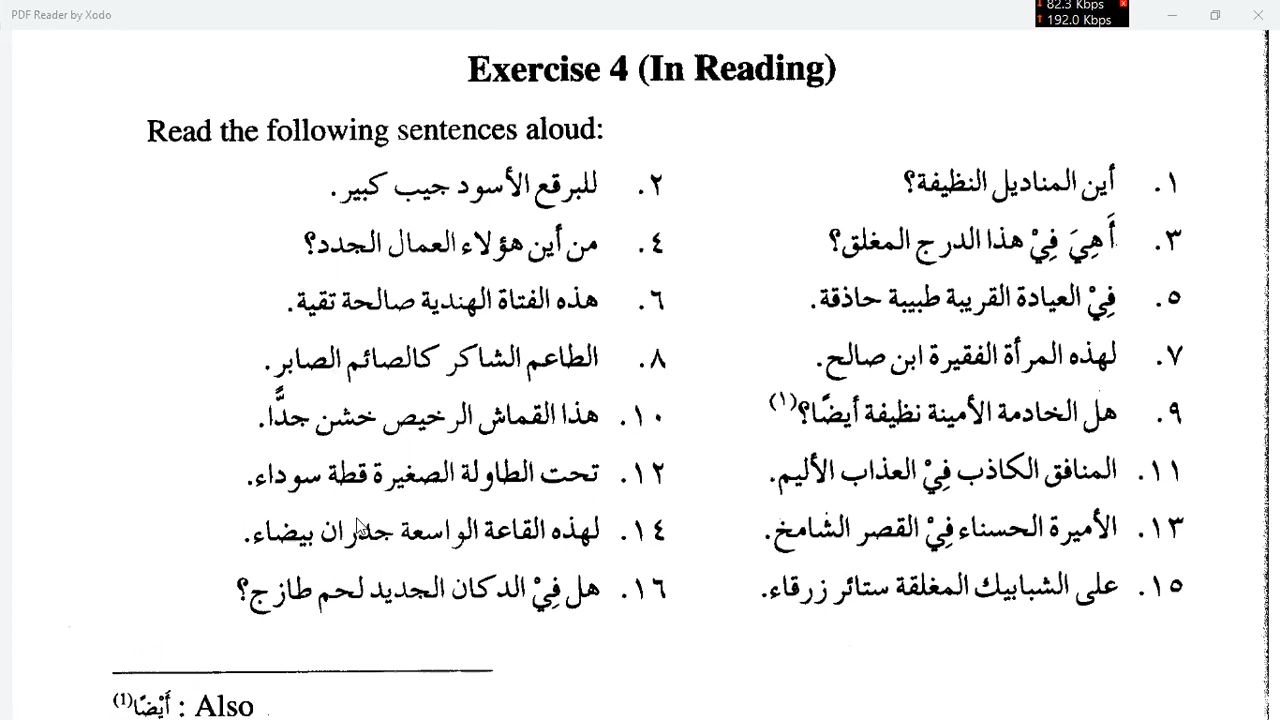 PDF Reader by Xodo
82.3 Kbps
192.0 Kbps
Exercise 4 (In Reading)
Read the following sentences aloud:
١. أين المناديل النظيفة؟
٢. للبرقع الأسود جيب كبير.
٣. أَهِيَ فِيْ هذا الدرج المغلق؟
٤. من أين هؤلاء العمال الجدد؟
٥. فِيْ العيادة القريبة طبيبة حاذقة.
٦. هذه الفتاة الهندية صالحة تقية.
٧. لهذه المرأة الفقيرة ابن صالح.
٨. الطاعم الشاكر كالصائم الصابر.
٩. هل الخادمة الأمينة نظيفة أيضًا؟(١)
١٠. هذا القماش الرخيص خشن جدًّا.
١١. المنافق الكاذب فِيْ العذاب الأليم.
١٢. تحت الطاولة الصغيرة قطة سوداء.
١٣. الأميرة الحسناء فِيْ القصر الشامخ.
١٤. لهذه القاعة الواسعة جدران بيضاء.
١٥. على الشبابيك المغلقة ستائر زرقاء.
١٦. هل فِيْ الدكان الجديد لحم طازج؟
(1) أَيْضًا : Also